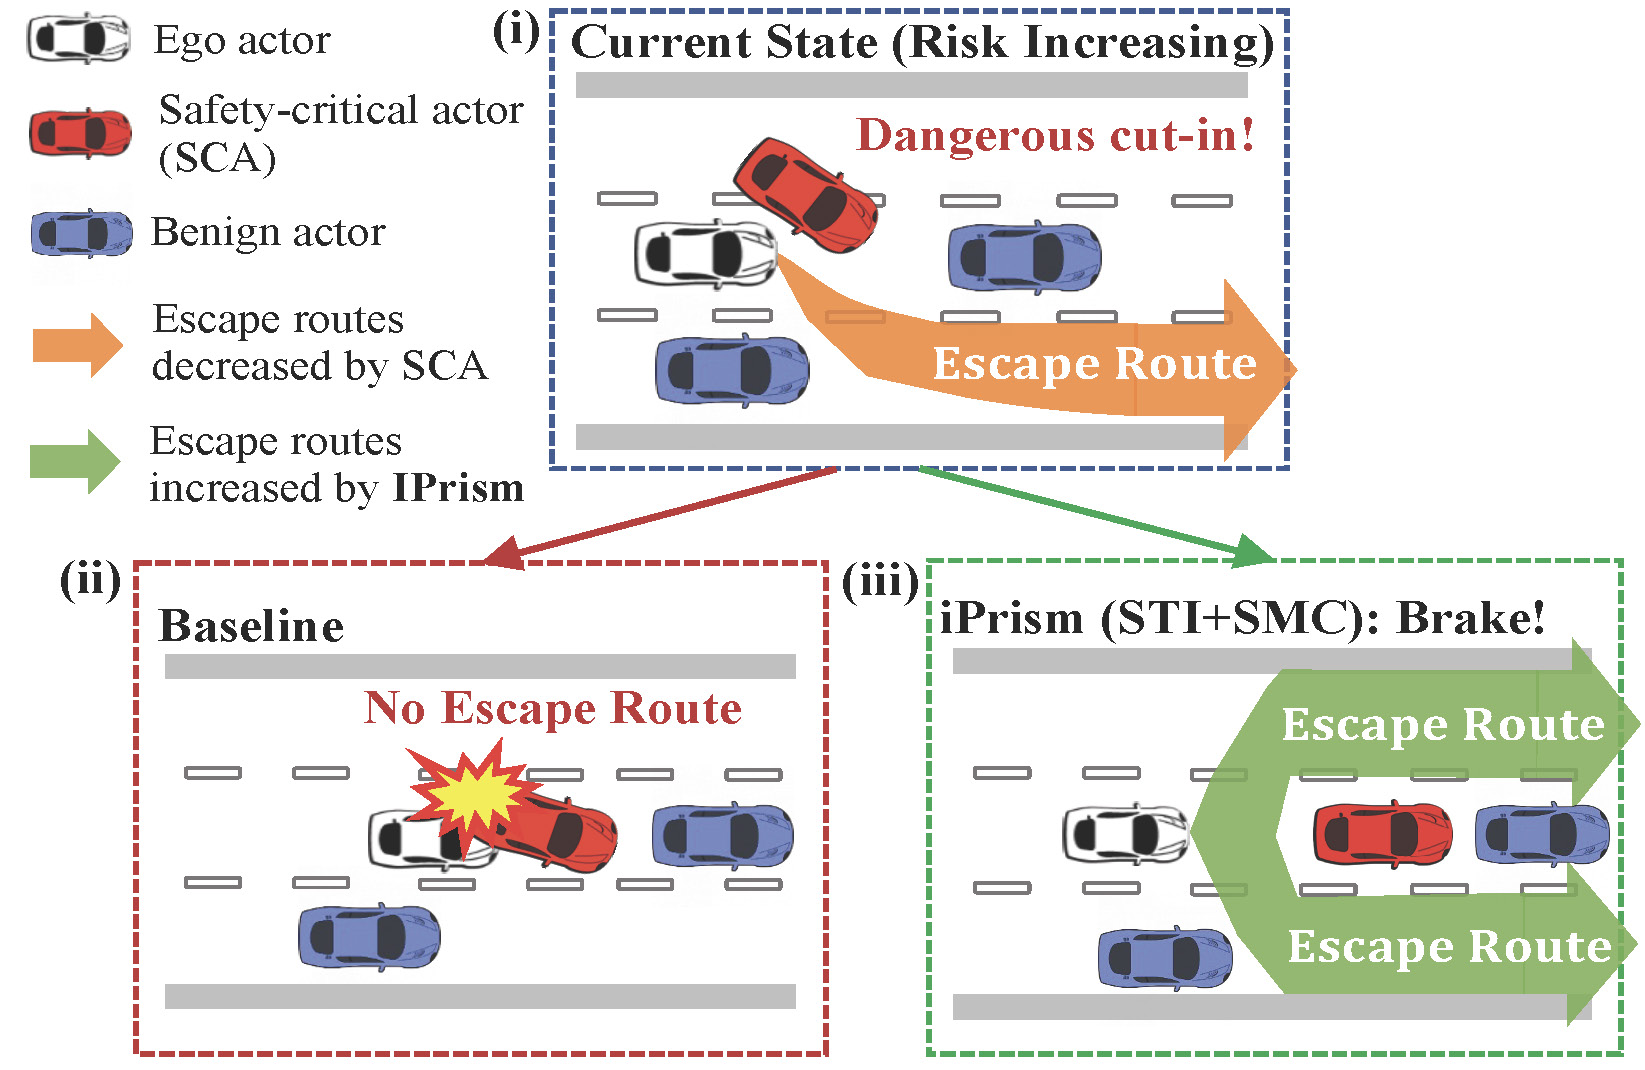 Ego actor
Safety-critical actor
(SCA)
Benign actor
Escape routes
decreased by SCA
Escape routes
increased by IPrism
(i)
Current State (Risk Increasing)
Dangerous cut-in!
Escape Route
(ii)
Baseline
No Escape Route
(iii)
iPrism (STI+SMC): Brake!
Escape Route
Escape Route